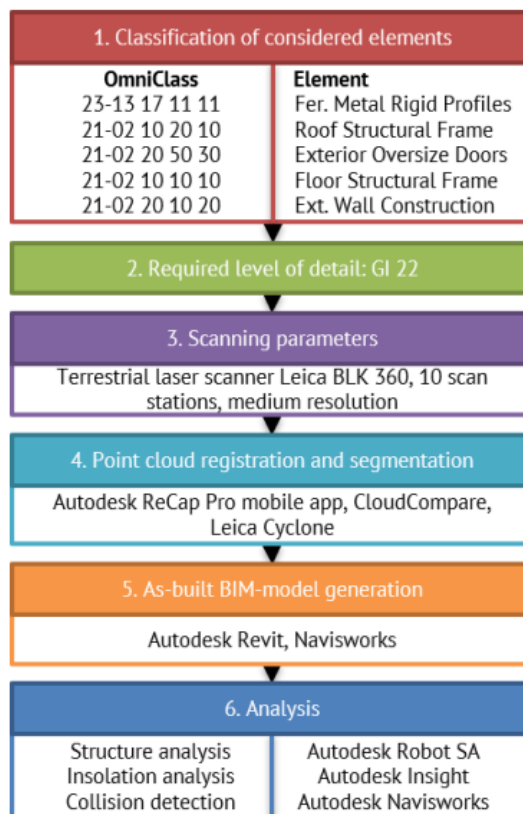 1. Classification of considered elements
OmniClass Element
23-13 17 11 11 Fer. Metal Rigid Profiles
21-02 10 20 10 Roof Structural Frame
21-02 20 50 30 Exterior Oversize Doors
21-02 10 10 10 Floor Structural Frame
21-02 20 10 20 Ext. Wall Construction
2. Required level of detail: GI 22
3. Scanning parameters
Terrestrial laser scanner Leica BLK 360, 10 scan
stations, medium resolution
4. Point cloud registration and segmentation
Autodesk ReCap Pro mobile app, CloudCompare,
Leica Cyclone
5. As-built BIM-model generation
Autodesk Revit, Navisworks
6. Analysis
Structure analysis Autodesk Robot SA
Insolation analysis Autodesk Insight
Collision detection Autodesk Navisworks